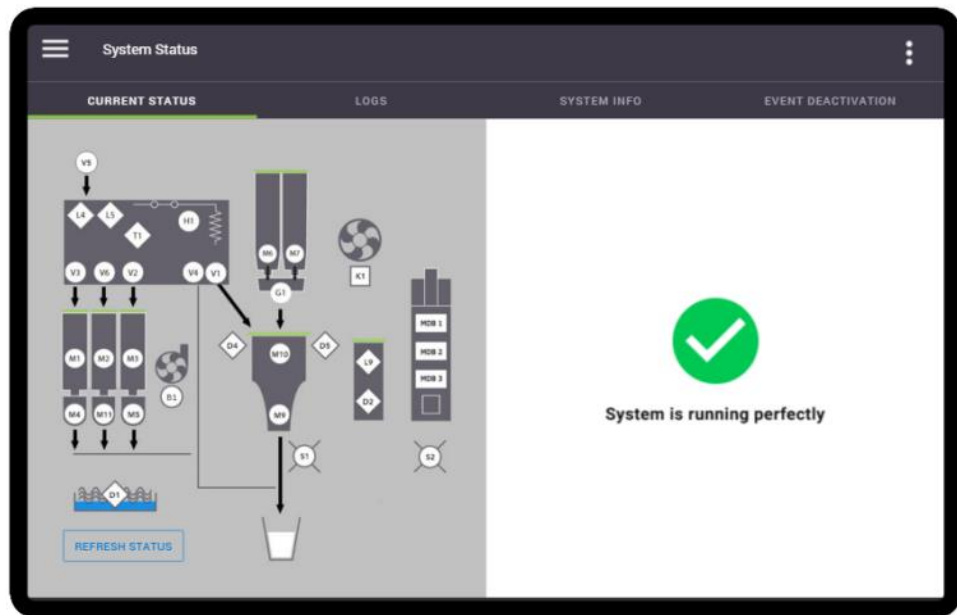 System Status
CURRENT STATUS
LOGS
SYSTEM INFO
EVENT DEACTIVATION
V5
L4
L5
T1
H1
V3
V6
V2
V4
V1
M6
M7
G1
K1
M1
M2
M3
B1
M4
M11
M5
D4
M10
D5
M9
L9
D2
MDB 1
MDB 2
MDB 3
S1
S2
D1
REFRESH STATUS
System is running perfectly